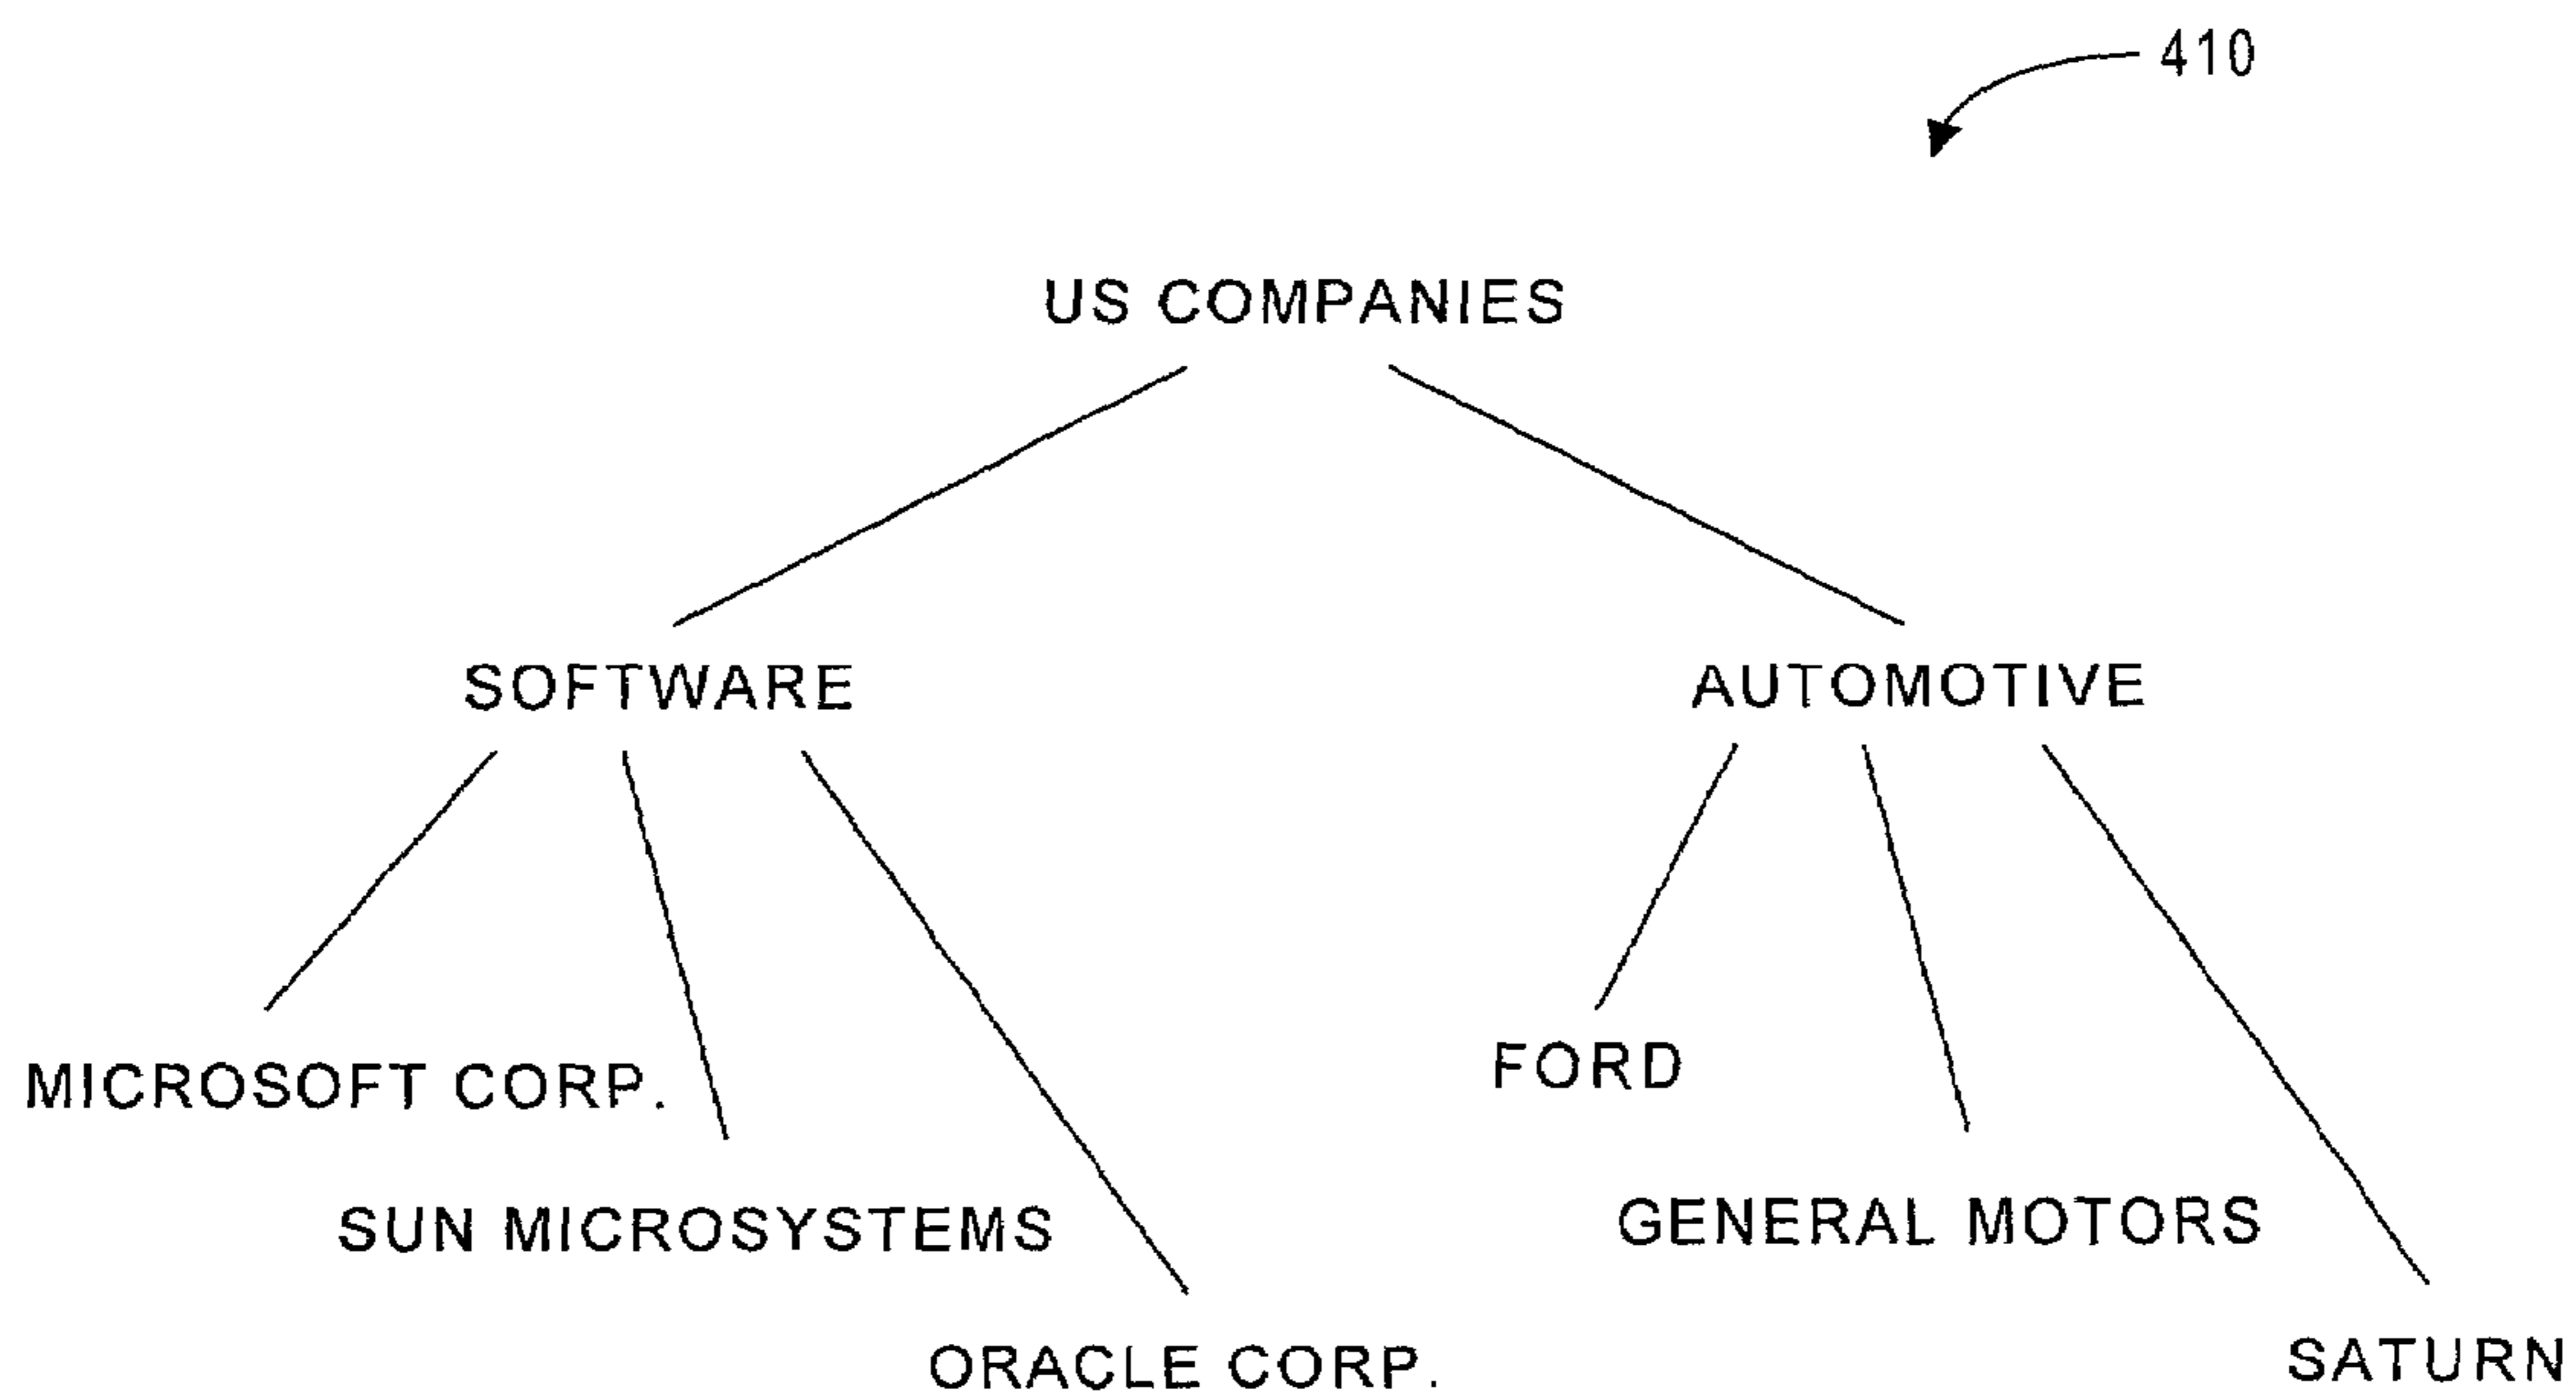 410
US COMPANIES
SOFTWARE
AUTOMOTIVE
MICROSOFT CORP.
FORD
SUN MICROSYSTEMS
GENERAL MOTORS
ORACLE CORP.
SATURN